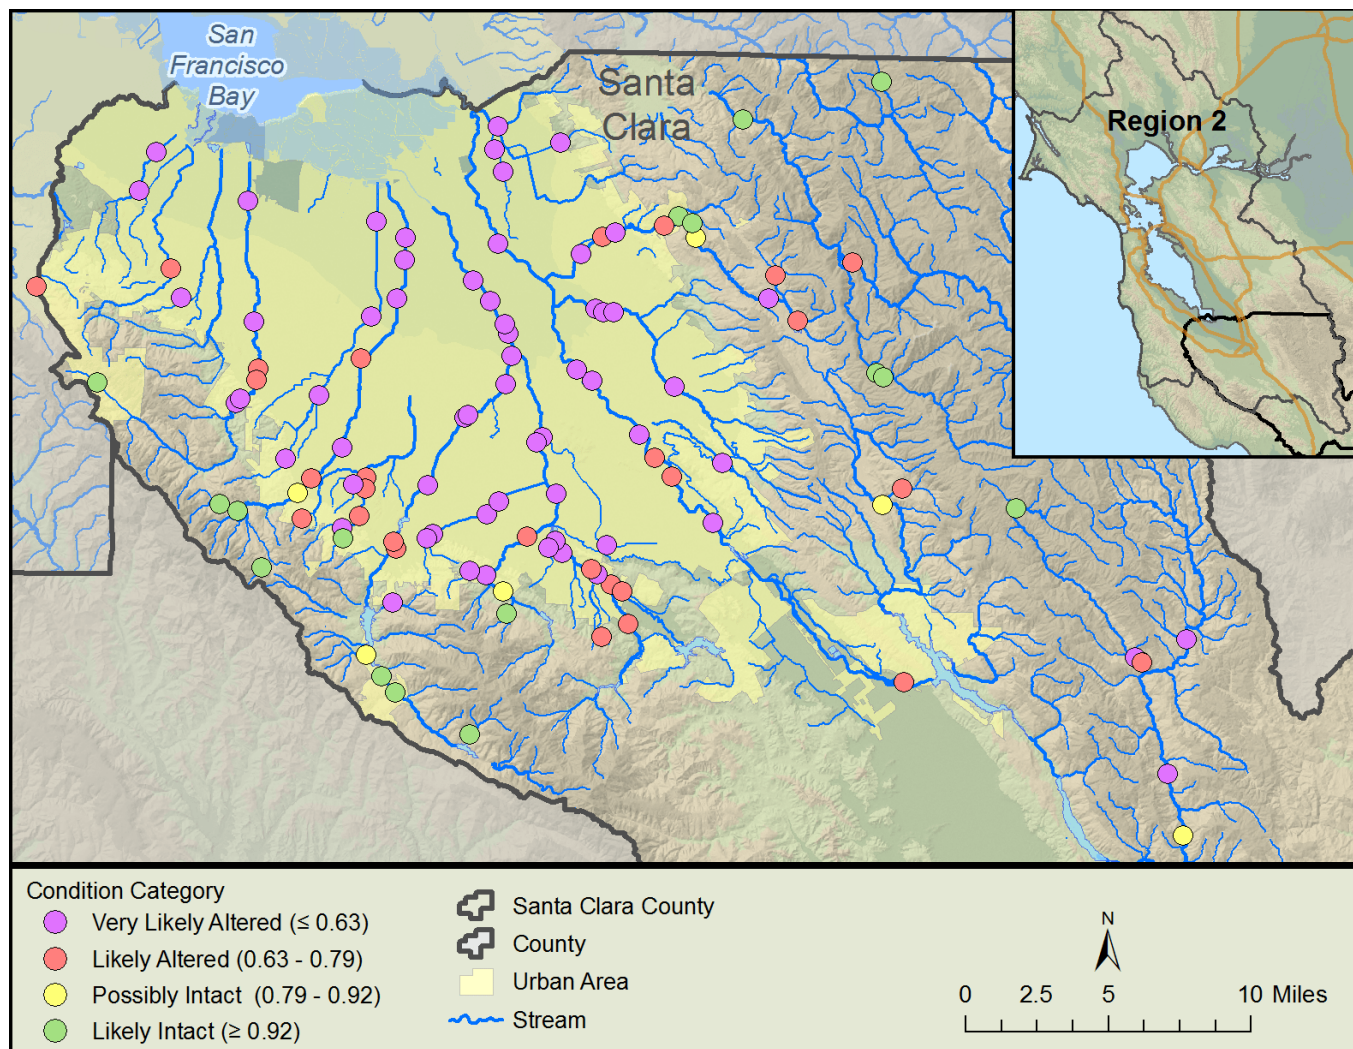 San
Francisco
Bay
Santa
Clara
Region 2
Condition Category
Very Likely Altered (≤ 0.63)
Likely Altered (0.63 - 0.79)
Possibly Intact (0.79 - 0.92)
Likely Intact (≥ 0.92)
Santa Clara County
County
Urban Area
Stream
N
0 2.5 5 10 Miles